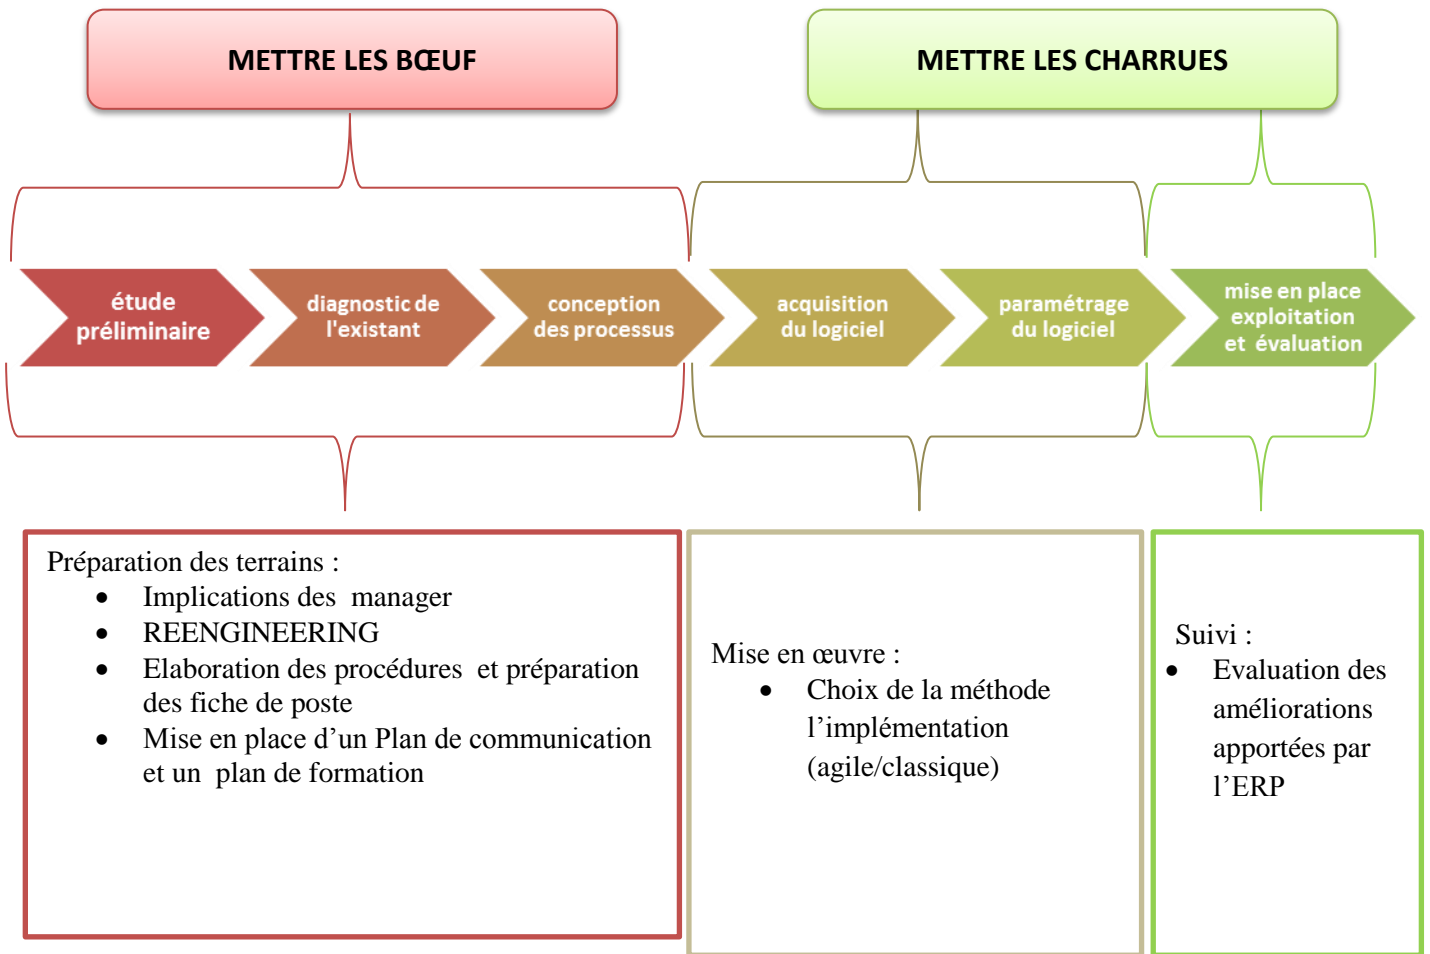 METTRE LES BŒUF
METTRE LES CHARRUES
étude
préliminaire
diagnostic de
l'existant
conception
des processus
acquisition
du logiciel
paramétrage
du logiciel
mise en place
exploitation
et évaluation
Préparation des terrains :
• Implications des manager
• REENGINEERING
• Elaboration des procédures et préparation
des fiche de poste
• Mise en place d’un Plan de communication
et un plan de formation
Mise en œuvre :
• Choix de la méthode
l’implémentation
(agile/classique)
Suivi :
• Evaluation des
améliorations
apportées par
l’ERP